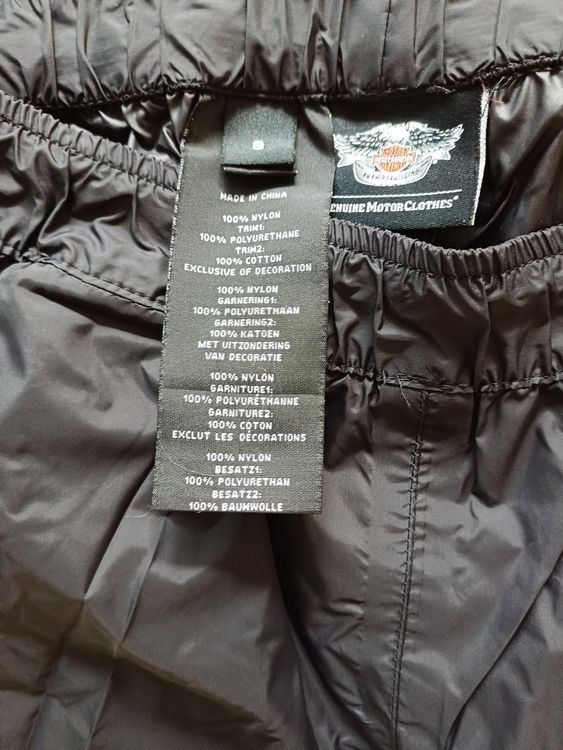 MADE IN CHINA
100% NYLON
TRIM1:
100% POLYURETHANE
TRIM2:
100% COTTON
EXCLUSIVE OF DECORATION
100% NYLON
GARNERING1:
100% POLYURETHAAN
GARNERING2:
100% KATOEN
MET UITZONDERING
VAN DECORATIE
100% NYLON
GARNITURE1:
100% POLYURÉTHANNE
GARNITURE2:
100% COTON
EXCLUT LES DÉCORATIONS
100% NYLON
BESATZ1:
100% POLYURETHAN
BESATZ2:
100% BAUMWOLLE
ENUINE MOTORCLOTHES®